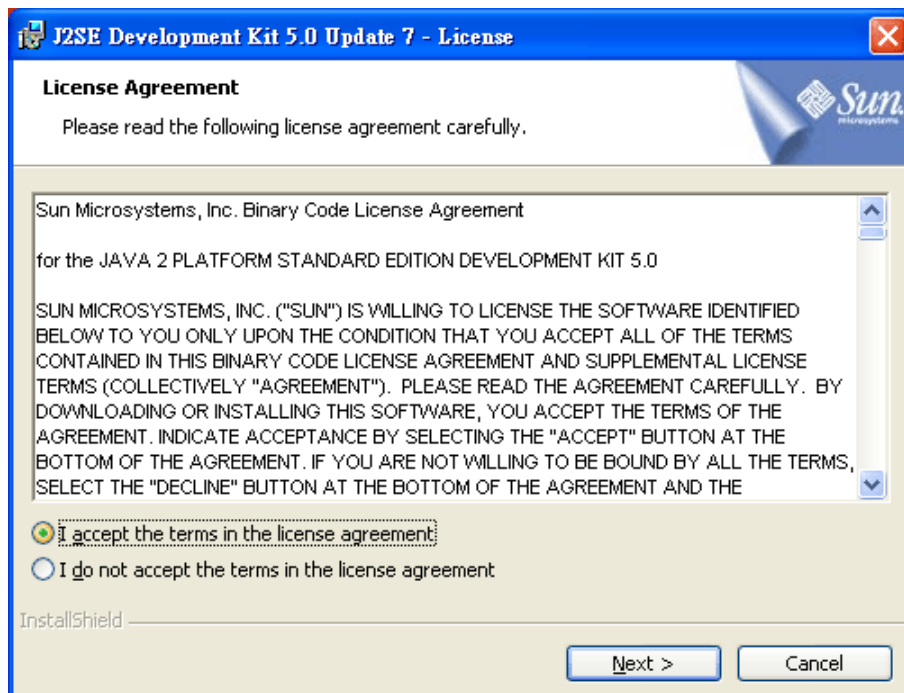 J2SE Development Kit 5.0 Update 7 - License
License Agreement
Please read the following license agreement carefully.
Sun
microsystems
Sun Microsystems, Inc. Binary Code License Agreement
for the JAVA 2 PLATFORM STANDARD EDITION DEVELOPMENT KIT 5.0
SUN MICROSYSTEMS, INC. ("SUN") IS WILLING TO LICENSE THE SOFTWARE IDENTIFIED
BELOW TO YOU ONLY UPON THE CONDITION THAT YOU ACCEPT ALL OF THE TERMS
CONTAINED IN THIS BINARY CODE LICENSE AGREEMENT AND SUPPLEMENTAL LICENSE
TERMS (COLLECTIVELY "AGREEMENT").  PLEASE READ THE AGREEMENT CAREFULLY.  BY
DOWNLOADING OR INSTALLING THIS SOFTWARE, YOU ACCEPT THE TERMS OF THE
AGREEMENT. INDICATE ACCEPTANCE BY SELECTING THE "ACCEPT" BUTTON AT THE
BOTTOM OF THE AGREEMENT. IF YOU ARE NOT WILLING TO BE BOUND BY ALL THE TERMS,
SELECT THE "DECLINE" BUTTON AT THE BOTTOM OF THE AGREEMENT AND THE
I accept the terms in the license agreement
I do not accept the terms in the license agreement
InstallShield
Next >
Cancel